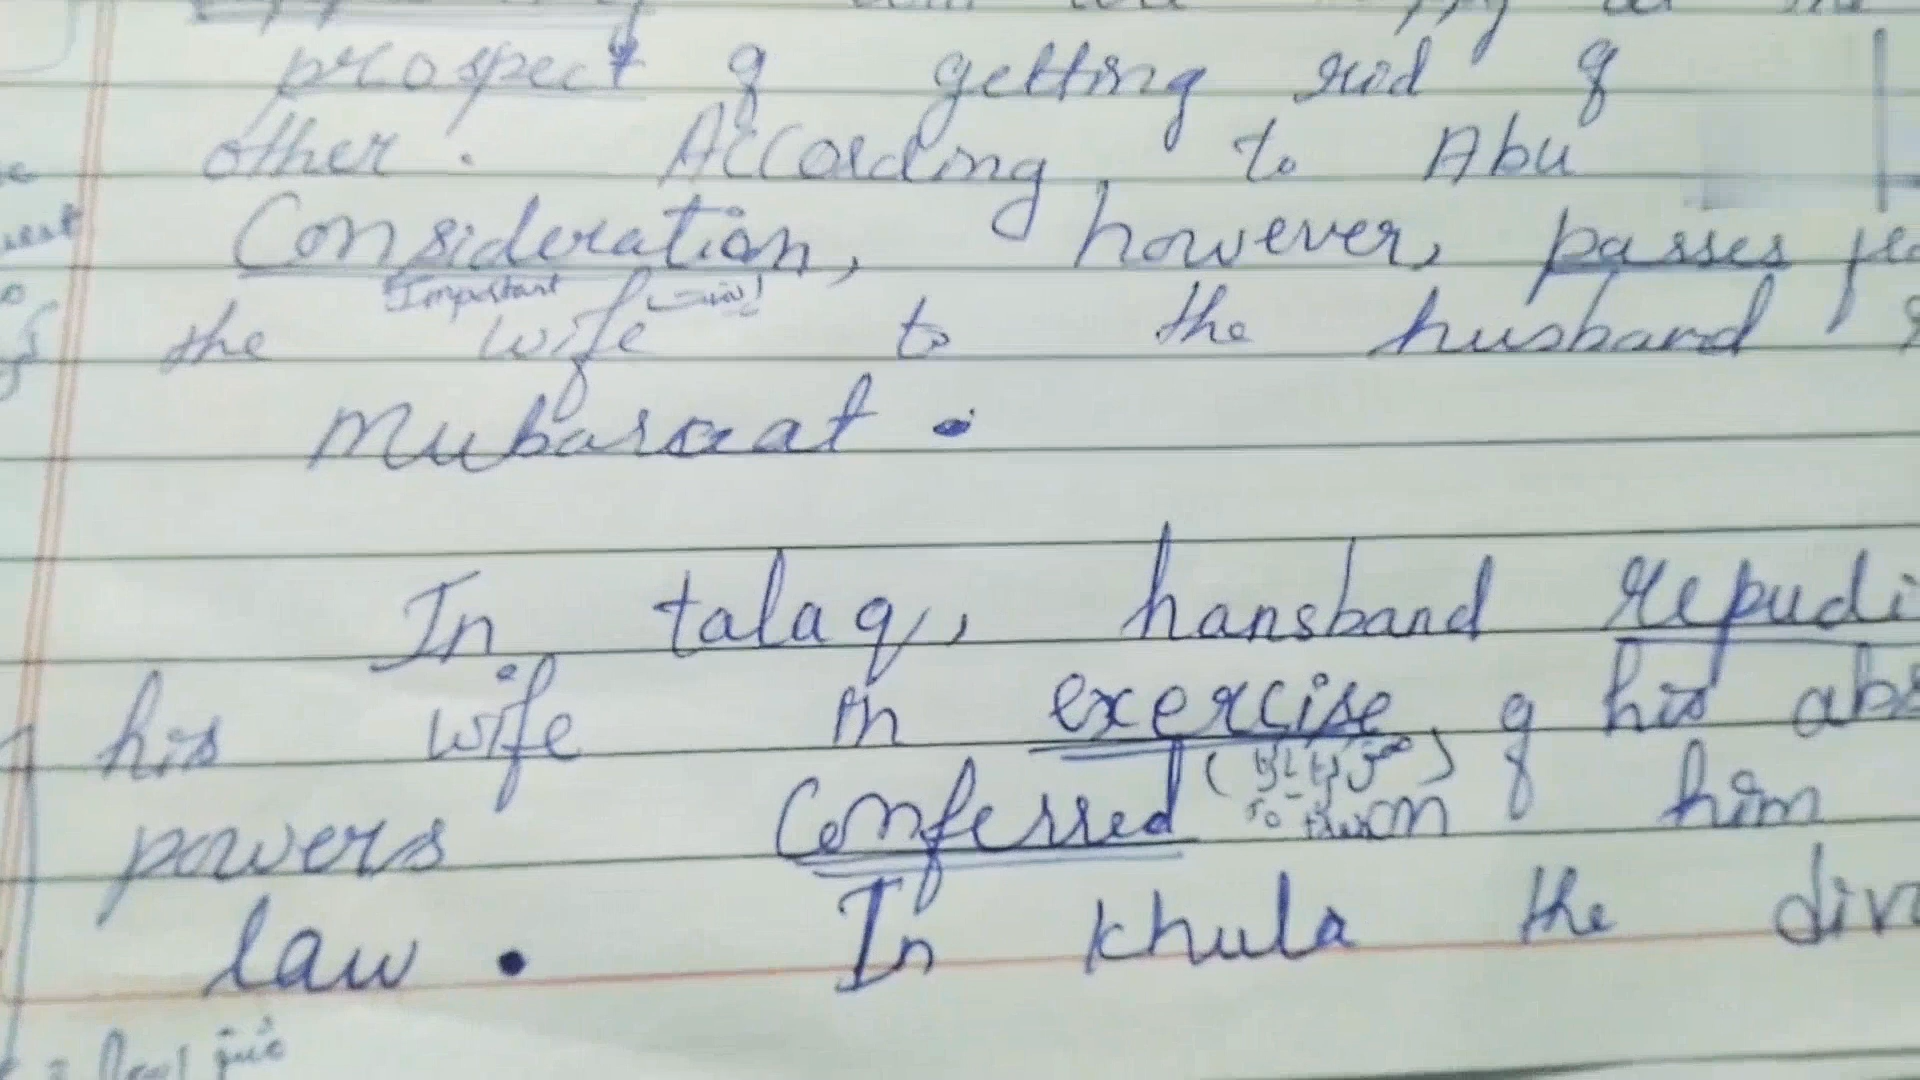 prospect of getting rid of
other. According to Abu
Consideration, however, passes
Important
the wife to the husband
Mubaraat.
In talaq, hansband repudi
his wife in exercise of his abs
powers Conferred on him
law. In khula the div